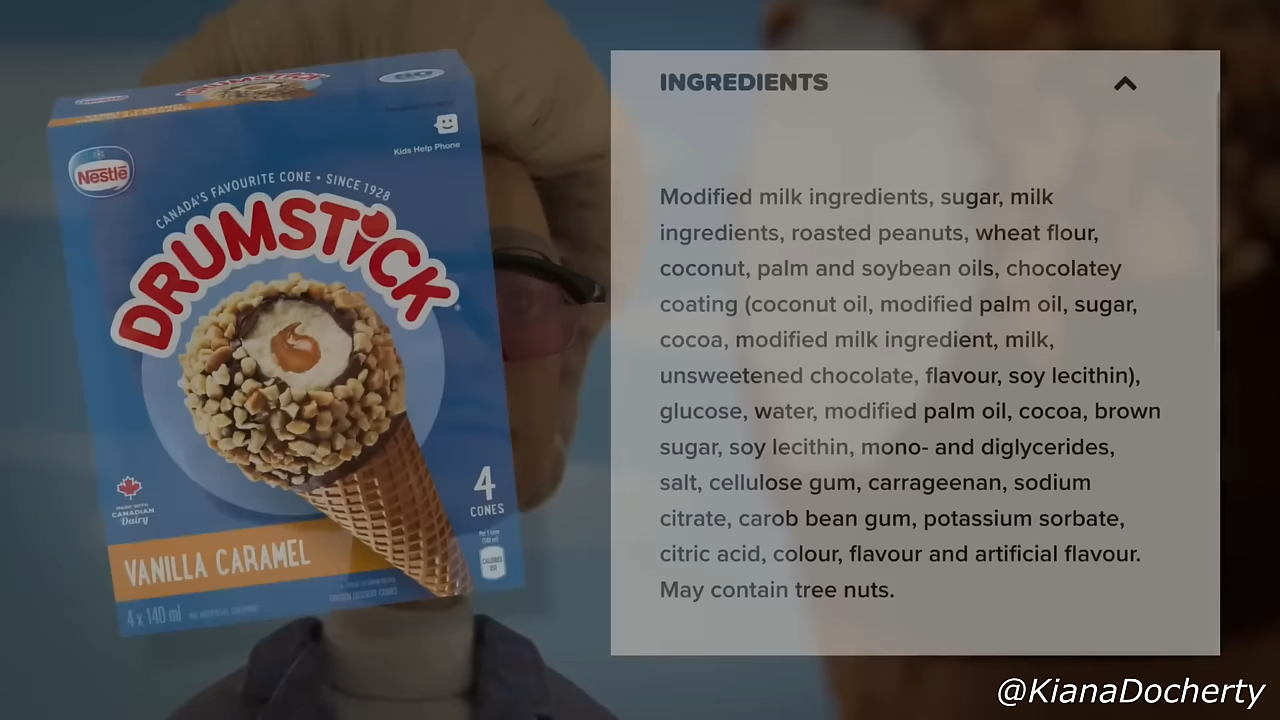 DRUMSTICK
Nestlé
Kids Help Phone
CANADA'S FAVOURITE CONE • SINCE 1928
DRUMSTICK
4
CONES
MADE WITH
CANADIAN
Dairy
VANILLA CARAMEL
4 x 140 ml
INGREDIENTS
Modified milk ingredients, sugar, milk
ingredients, roasted peanuts, wheat flour,
coconut, palm and soybean oils, chocolatey
coating (coconut oil, modified palm oil, sugar,
cocoa, modified milk ingredient, milk,
unsweetened chocolate, flavour, soy lecithin),
glucose, water, modified palm oil, cocoa, brown
sugar, soy lecithin, mono- and diglycerides,
salt, cellulose gum, carrageenan, sodium
citrate, carob bean gum, potassium sorbate,
citric acid, colour, flavour and artificial flavour.
May contain tree nuts.
@KianaDocherty